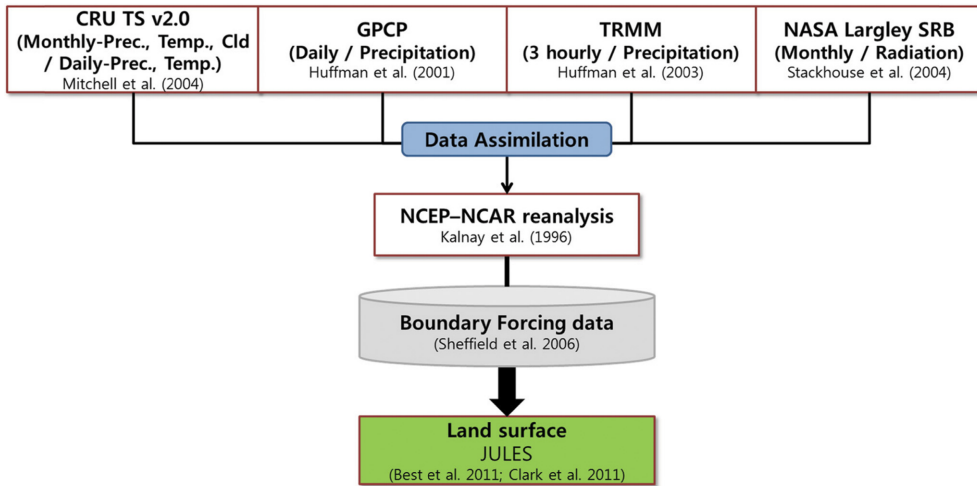 CRU TS v2.0
(Monthly-Prec., Temp., Cld
/ Daily-Prec., Temp.)
Mitchell et al. (2004)
GPCP
(Daily / Precipitation)
Huffman et al. (2001)
TRMM
(3 hourly / Precipitation)
Huffman et al. (2003)
NASA Largley SRB
(Monthly / Radiation)
Stackhouse et al. (2004)
Data Assimilation
NCEP–NCAR reanalysis
Kalnay et al. (1996)
Boundary Forcing data
(Sheffield et al. 2006)
Land surface
JULES
(Best et al. 2011; Clark et al. 2011)